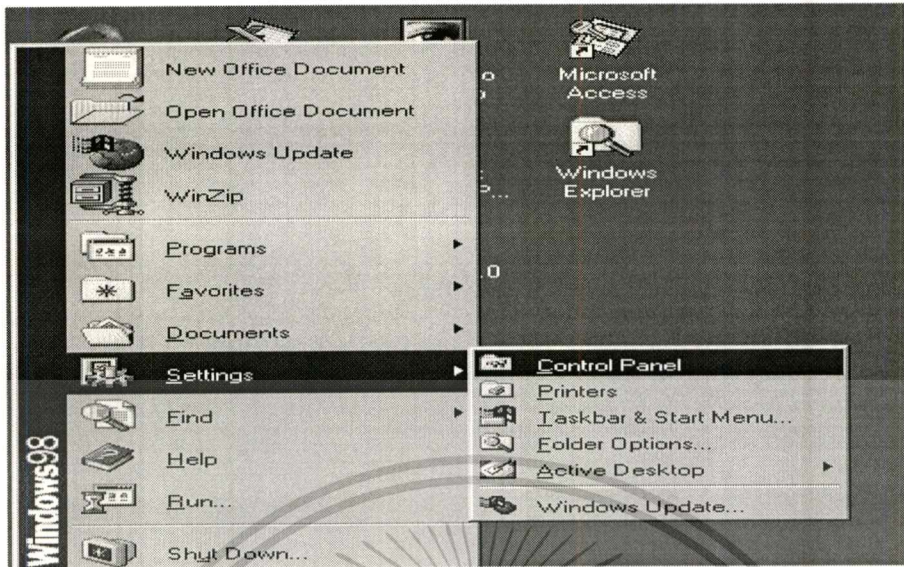 New Office Document
Open Office Document
Windows Update
WinZip
Programs
Favorites
Documents
Settings
Find
Help
Run...
Shut Down...
Windows98
Control Panel
Printers
Taskbar & Start Menu...
Folder Options...
Active Desktop
Windows Update...
Microsoft
Access
Windows
Explorer
P...
.0